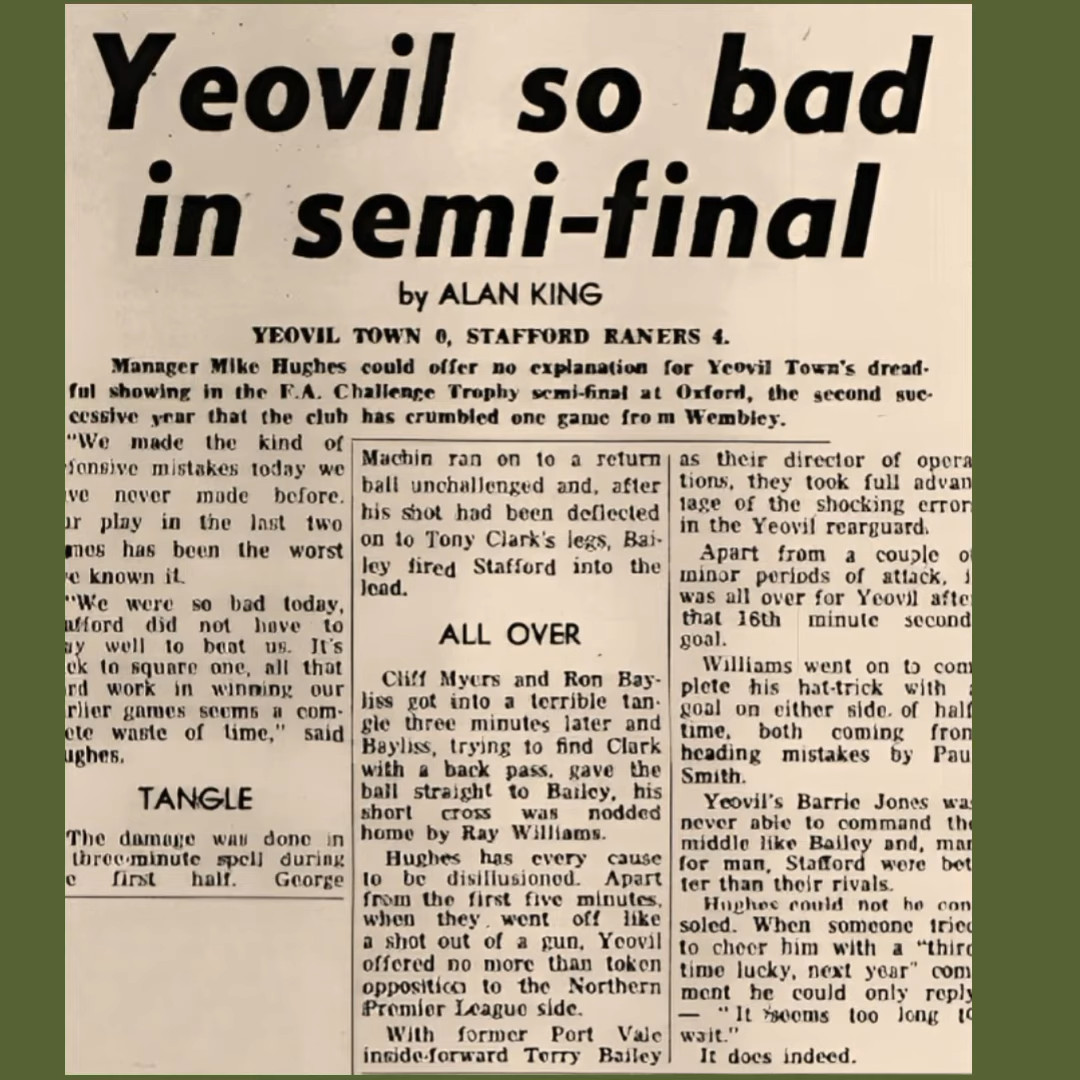 Yeovil so bad
in semi-final
by ALAN KING
YEOVIL TOWN 0, STAFFORD RANERS 4.
Manager Mike Hughes could offer no explanation for Yeovil Town's dread-
ful showing in the F.A. Challenge Trophy semi-final at Oxford, the second suc-
cessive year that the club has crumbled one game from Wembley.
"We made the kind of
fensive mistakes today we
ve never made before.
ur play in the last two
mes has been the worst
e known it.
"We were so bad today,
afford did not have to
ay well to beat us. It's
ck to square one, all that
rd work in winning our
rlier games seems a com-
ete waste of time," said
ughes.
TANGLE
The damage was done in
three-minute spell during
e first half. George
Machin ran on to a return
ball unchallenged and, after
his shot had been deflected
on to Tony Clark's legs, Bai-
ley fired Stafford into the
lead.
ALL OVER
Cliff Myers and Ron Bay-
liss got into a terrible tan-
gle three minutes later and
Bayliss, trying to find Clark
with a back pass, gave the
ball straight to Bailey, his
short cross was nodded
home by Ray Williams.
Hughes has every cause
to be disillusioned. Apart
from the first five minutes,
when they went off like
a shot out of a gun, Yeovil
offered no more than token
opposition to the Northern
Premier League side.
With former Port Vale
inside-forward Terry Bailey
as their director of opera
tions, they took full advan
tage of the shocking error
in the Yeovil rearguard.
Apart from a couple o
minor periods of attack, i
was all over for Yeovil afte
that 16th minute second
goal.
Williams went on to com
plete his hat-trick with a
goal on either side of half
time, both coming from
heading mistakes by Pau
Smith.
Yeovil's Barrie Jones wa
never able to command the
middle like Bailey and, man
for man, Stafford were bet
ter than their rivals.
Hughes could not be con
soled. When someone tried
to cheer him with a "third
time lucky, next year" com
ment he could only reply
— "It seems too long to
wait."
It does indeed.